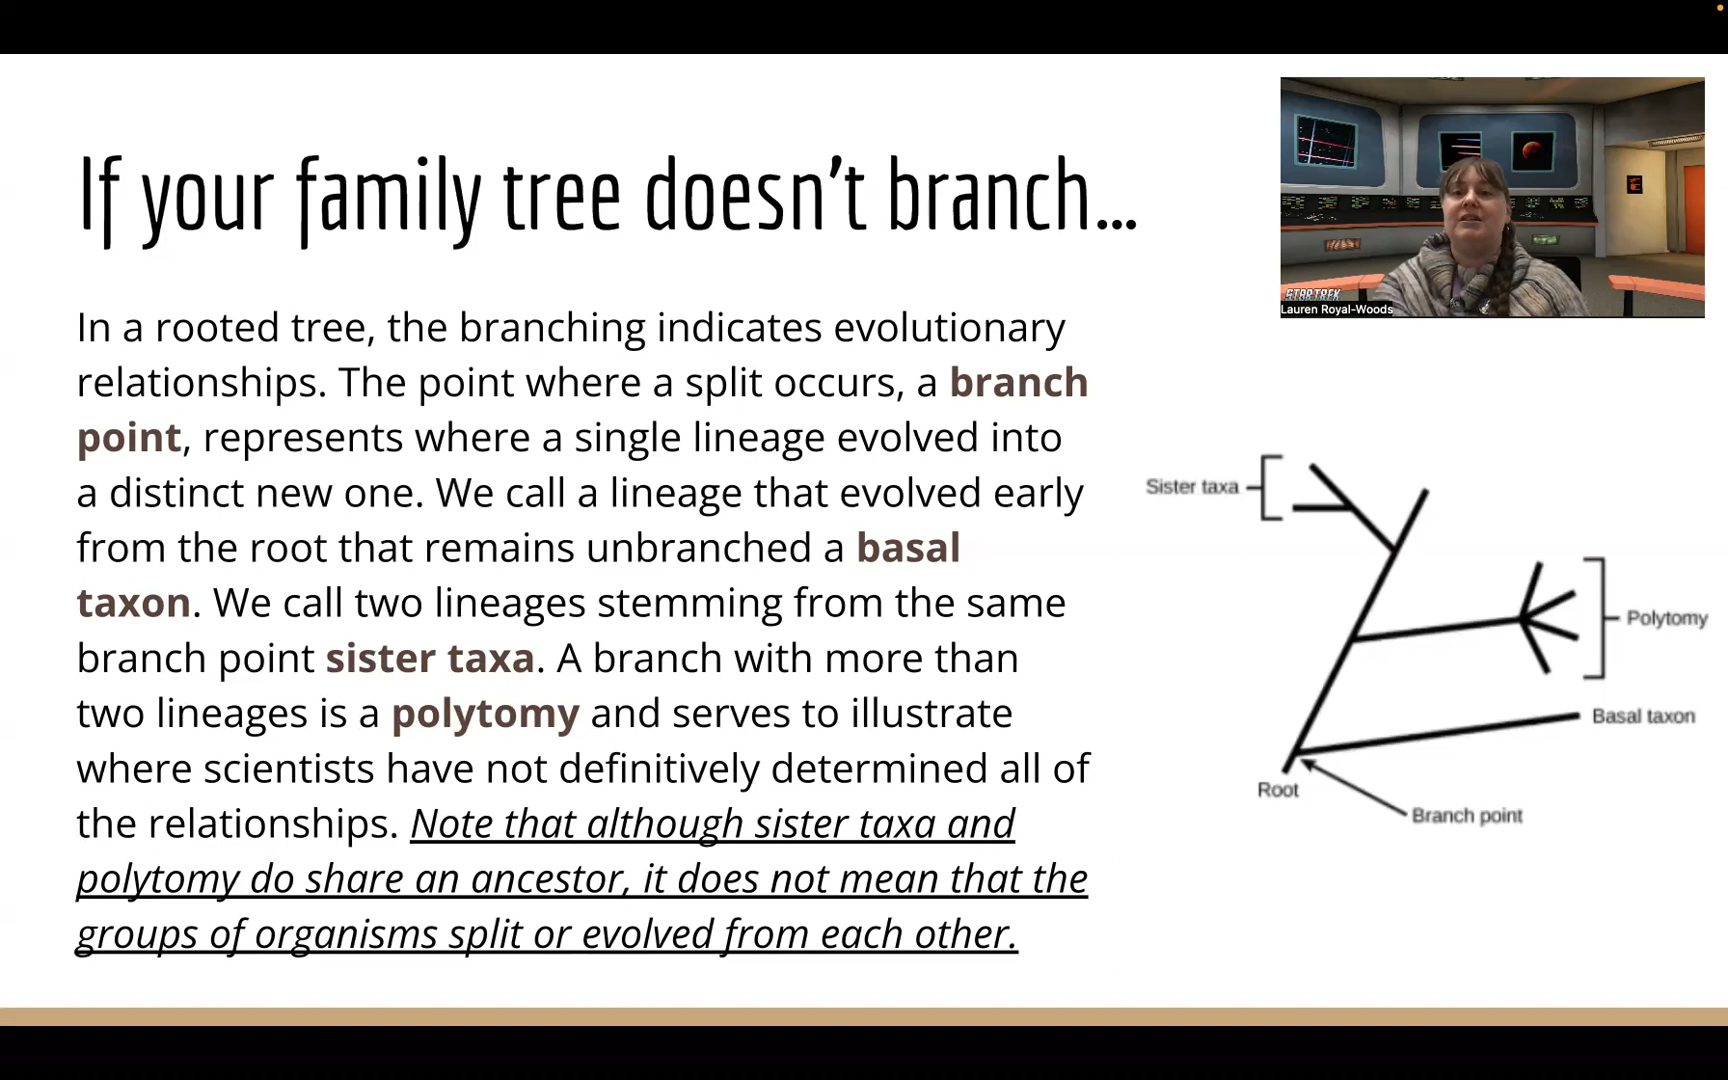 If your family tree doesn't branch...
In a rooted tree, the branching indicates evolutionary
relationships. The point where a split occurs, a branch
point, represents where a single lineage evolved into
a distinct new one. We call a lineage that evolved early
from the root that remains unbranched a basal
taxon. We call two lineages stemming from the same
branch point sister taxa. A branch with more than
two lineages is a polytomy and serves to illustrate
where scientists have not definitively determined all of
the relationships. Note that although sister taxa and
polytomy do share an ancestor, it does not mean that the
groups of organisms split or evolved from each other.
STAR TREK
Lauren Royal-Woods
Sister taxa
Polytomy
Basal taxon
Root
Branch point